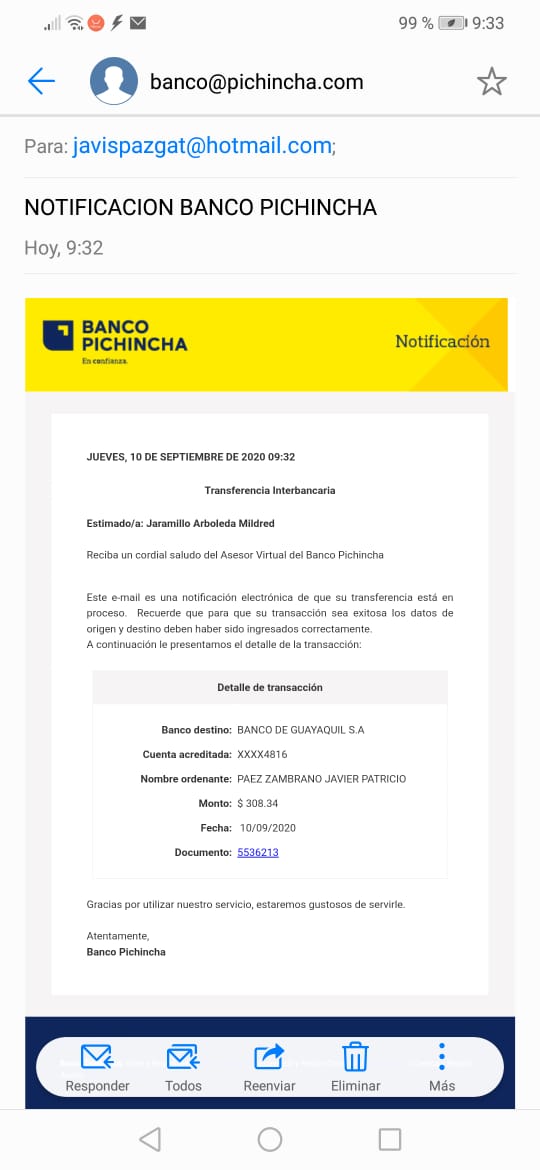 99 % 9:33
banco@pichincha.com
Para: javispazgat@hotmail.com;
NOTIFICACION BANCO PICHINCHA
Hoy, 9:32
BANCO
PICHINCHA
En confianza.
Notificación
JUEVES, 10 DE SEPTIEMBRE DE 2020 09:32
Transferencia Interbancaria
Estimado/a: Jaramillo Arboleda Mildred
Reciba un cordial saludo del Asesor Virtual del Banco Pichincha
Este e-mail es una notificación electrónica de que su transferencia está en
proceso. Recuerde que para que su transacción sea exitosa los datos de
origen y destino deben haber sido ingresados correctamente.
A continuación le presentamos el detalle de la transacción:
Detalle de transacción
Banco destino: BANCO DE GUAYAQUIL S.A
Cuenta acreditada: XXXX4816
Nombre ordenante: PAEZ ZAMBRANO JAVIER PATRICIO
Monto: $ 308.34
Fecha: 10/09/2020
Documento: 5536213
Gracias por utilizar nuestro servicio, estaremos gustosos de servirle.
Atentamente,
Banco Pichincha
Responder Todos Reenviar Eliminar Más